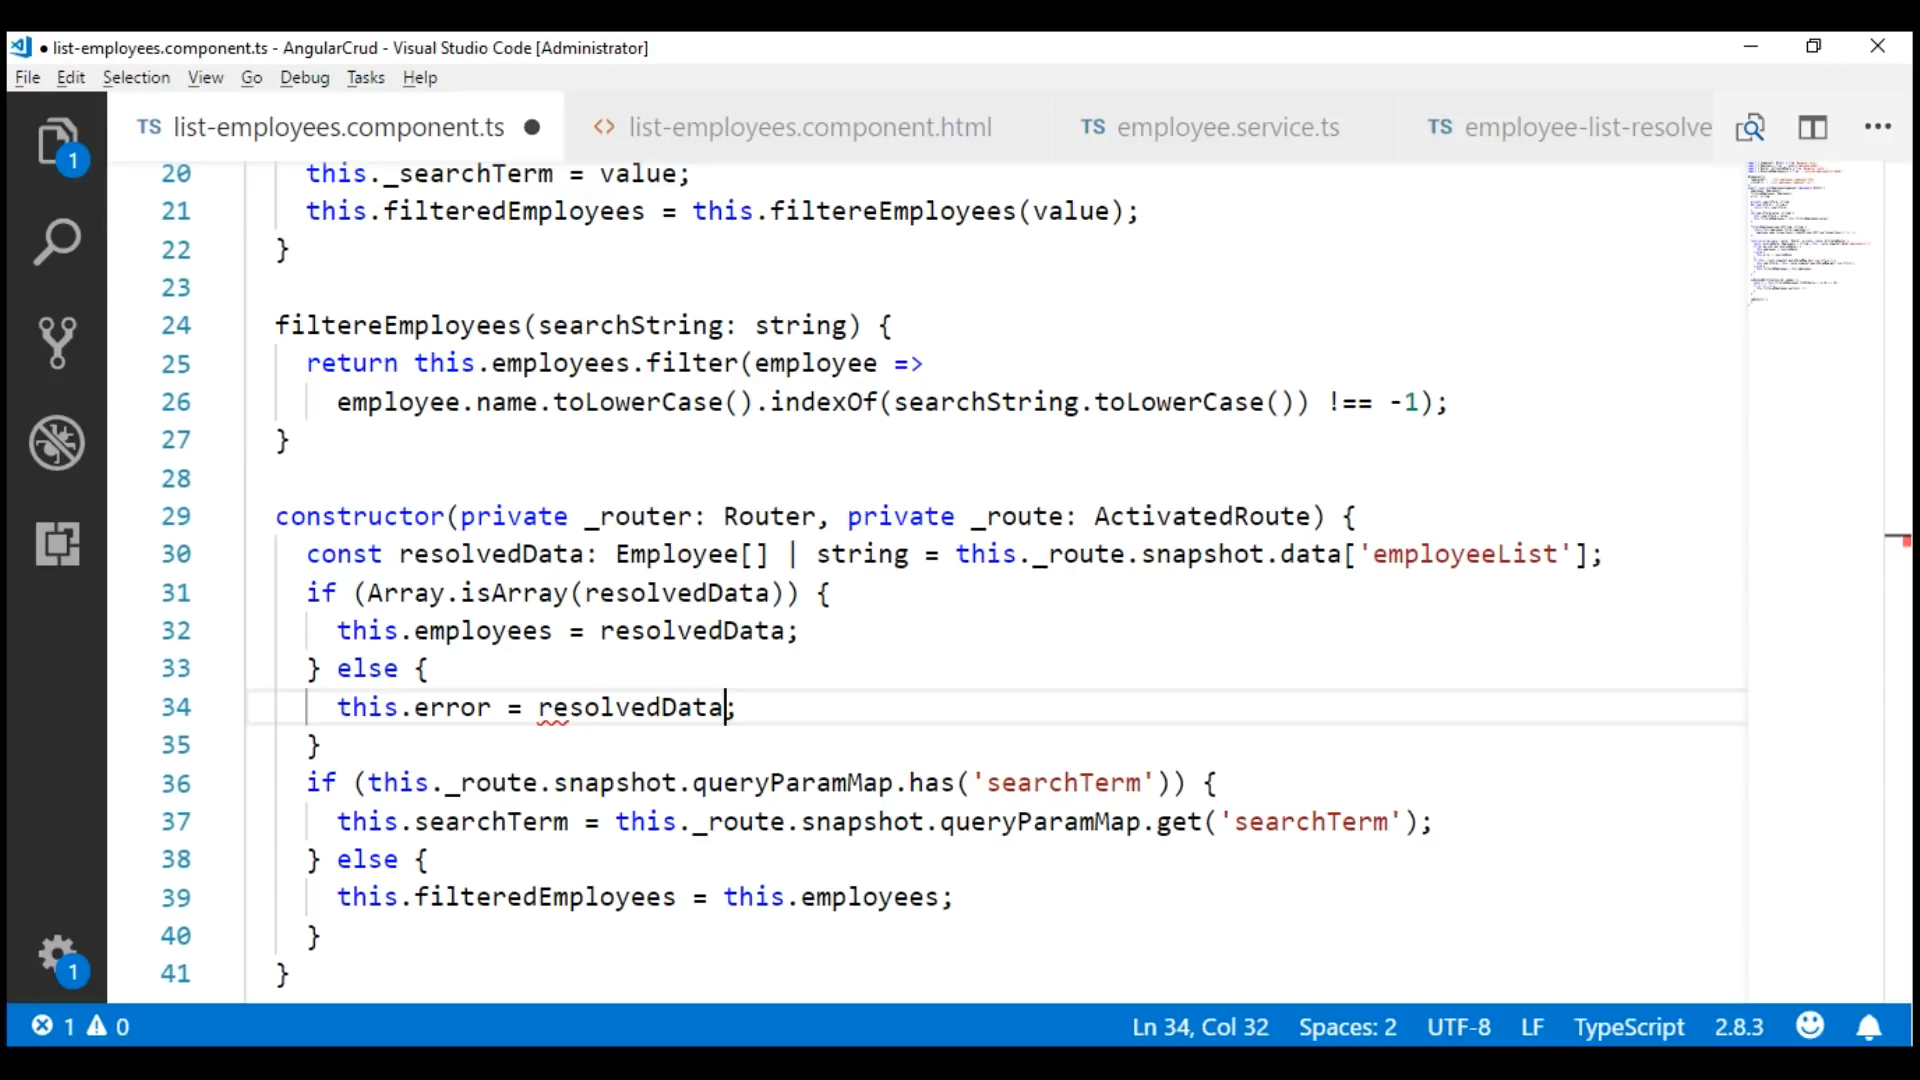 list-employees.component.ts - AngularCrud - Visual Studio Code [Administrator]
File Edit Selection View Go Debug Tasks Help
TS list-employees.component.ts list-employees.component.html TS employee.service.ts TS employee-list-resolve
1
20 this._searchTerm = value;
21 this.filteredEmployees = this.filtereEmployees(value);
22 }
23
24 filtereEmployees(searchString: string) {
25 return this.employees.filter(employee =>
26 employee.name.toLowerCase().indexOf(searchString.toLowerCase()) !== -1);
27 }
28
29 constructor(private _router: Router, private _route: ActivatedRoute) {
30 const resolvedData: Employee[] | string = this._route.snapshot.data['employeeList'];
31 if (Array.isArray(resolvedData)) {
32 this.employees = resolvedData;
33 } else {
34 this.error = resolvedData;
35 }
36 if (this._route.snapshot.queryParamMap.has('searchTerm')) {
37 this.searchTerm = this._route.snapshot.queryParamMap.get('searchTerm');
38 } else {
39 this.filteredEmployees = this.employees;
40 }
41 }
1
1 0 Ln 34, Col 32 Spaces: 2 UTF-8 LF TypeScript 2.8.3